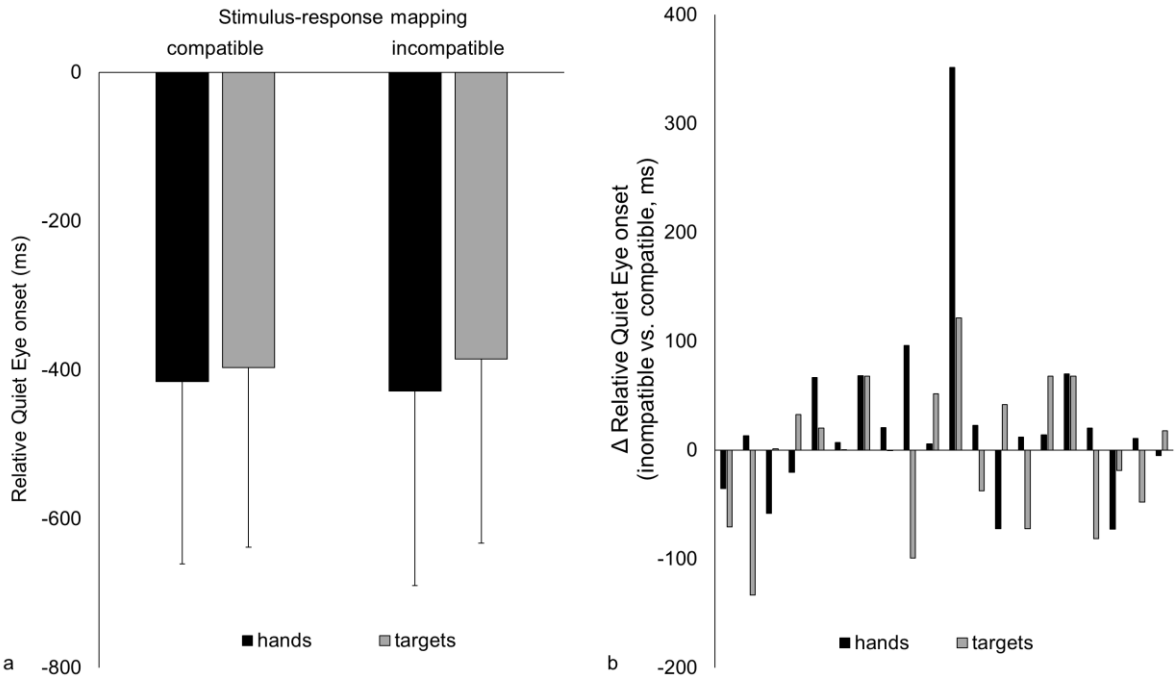 Stimulus-response mapping
compatible
incompatible
0
-200
-400
-600
-800
Relative Quiet Eye onset (ms)
hands
targets
a
400
300
200
100
0
-100
-200
Δ Relative Quiet Eye onset
(inompatible vs. compatible, ms)
hands
targets
b